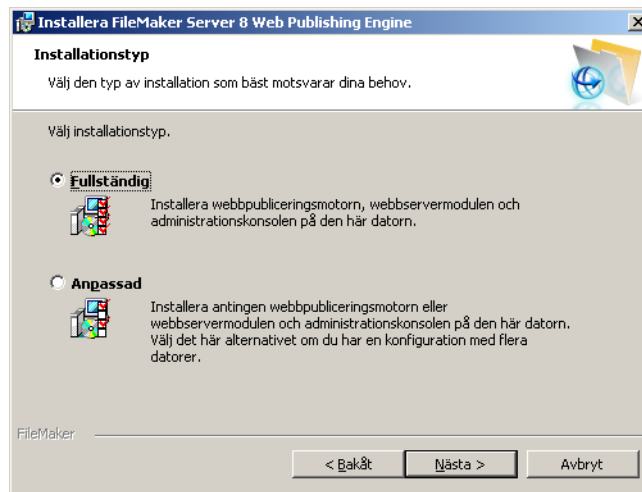 Installera FileMaker Server 8 Web Publishing Engine
Installationstyp
Välj den typ av installation som bäst motsvarar dina behov.
Välj installationstyp.
Fullständig
Installera webbpubliceringsmotorn, webbservermodulen och
administrationskonsolen på den här datorn.
Anpassad
Installera antingen webbpubliceringsmotorn eller
webbservermodulen och administrationskonsolen på den här datorn.
Välj det här alternativet om du har en konfiguration med flera
datorer.
FileMaker
< Bakåt
Nästa >
Avbryt